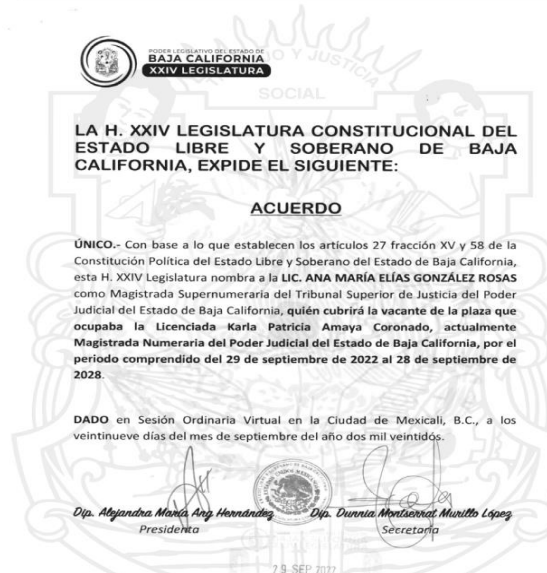 PODER LEGISLATIVO DEL ESTADO DE
BAJA CALIFORNIA
XXIV LEGISLATURA
Y JUSTICIA
SOCIAL
LA H. XXIV LEGISLATURA CONSTITUCIONAL DEL
ESTADO LIBRE Y SOBERANO DE BAJA
CALIFORNIA, EXPIDE EL SIGUIENTE:
ACUERDO
ÚNICO.- Con base a lo que establecen los artículos 27 fracción XV y 58 de la
Constitución Política del Estado Libre y Soberano del Estado de Baja California,
esta H. XXIV Legislatura nombra a la LIC. ANA MARÍA ELÍAS GONZÁLEZ ROSAS
como Magistrada Supernumeraria del Tribunal Superior de Justicia del Poder
Judicial del Estado de Baja California, quién cubrirá la vacante de la plaza que
ocupaba la Licenciada Karla Patricia Amaya Coronado, actualmente
Magistrada Numeraria del Poder Judicial del Estado de Baja California, por el
periodo comprendido del 29 de septiembre de 2022 al 28 de septiembre de
2028.
DADO en Sesión Ordinaria Virtual en la Ciudad de Mexicali, B.C., a los
veintinueve días del mes de septiembre del año dos mil veintidós.
Dip. Alejandra María Ang Hernández Dip. Dunnia Montserrat Murillo López
Presidenta Secretaria
29 SEP 2022